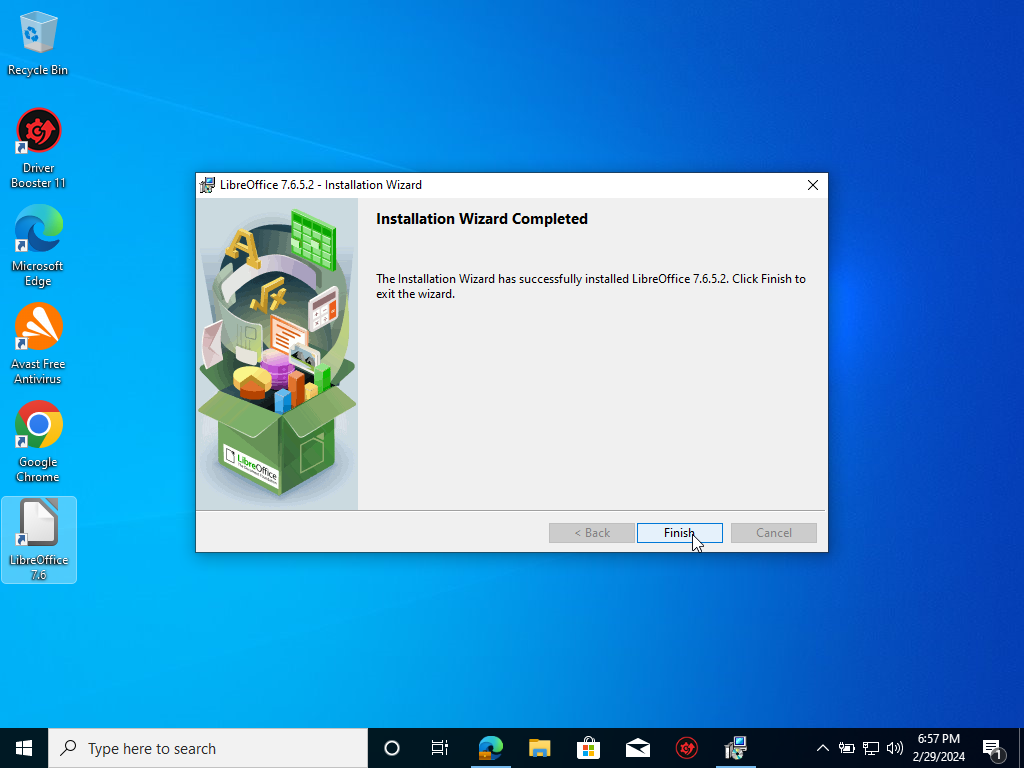 Recycle Bin
Driver
Booster 11
Microsoft
Edge
Avast Free
Antivirus
Google
Chrome
LibreOffice
7.6
LibreOffice 7.6.5.2 - Installation Wizard
Installation Wizard Completed
The Installation Wizard has successfully installed LibreOffice 7.6.5.2. Click Finish to
exit the wizard.
LibreOffice
< Back
Finish
Cancel
Type here to search
6:57 PM
2/29/2024
1